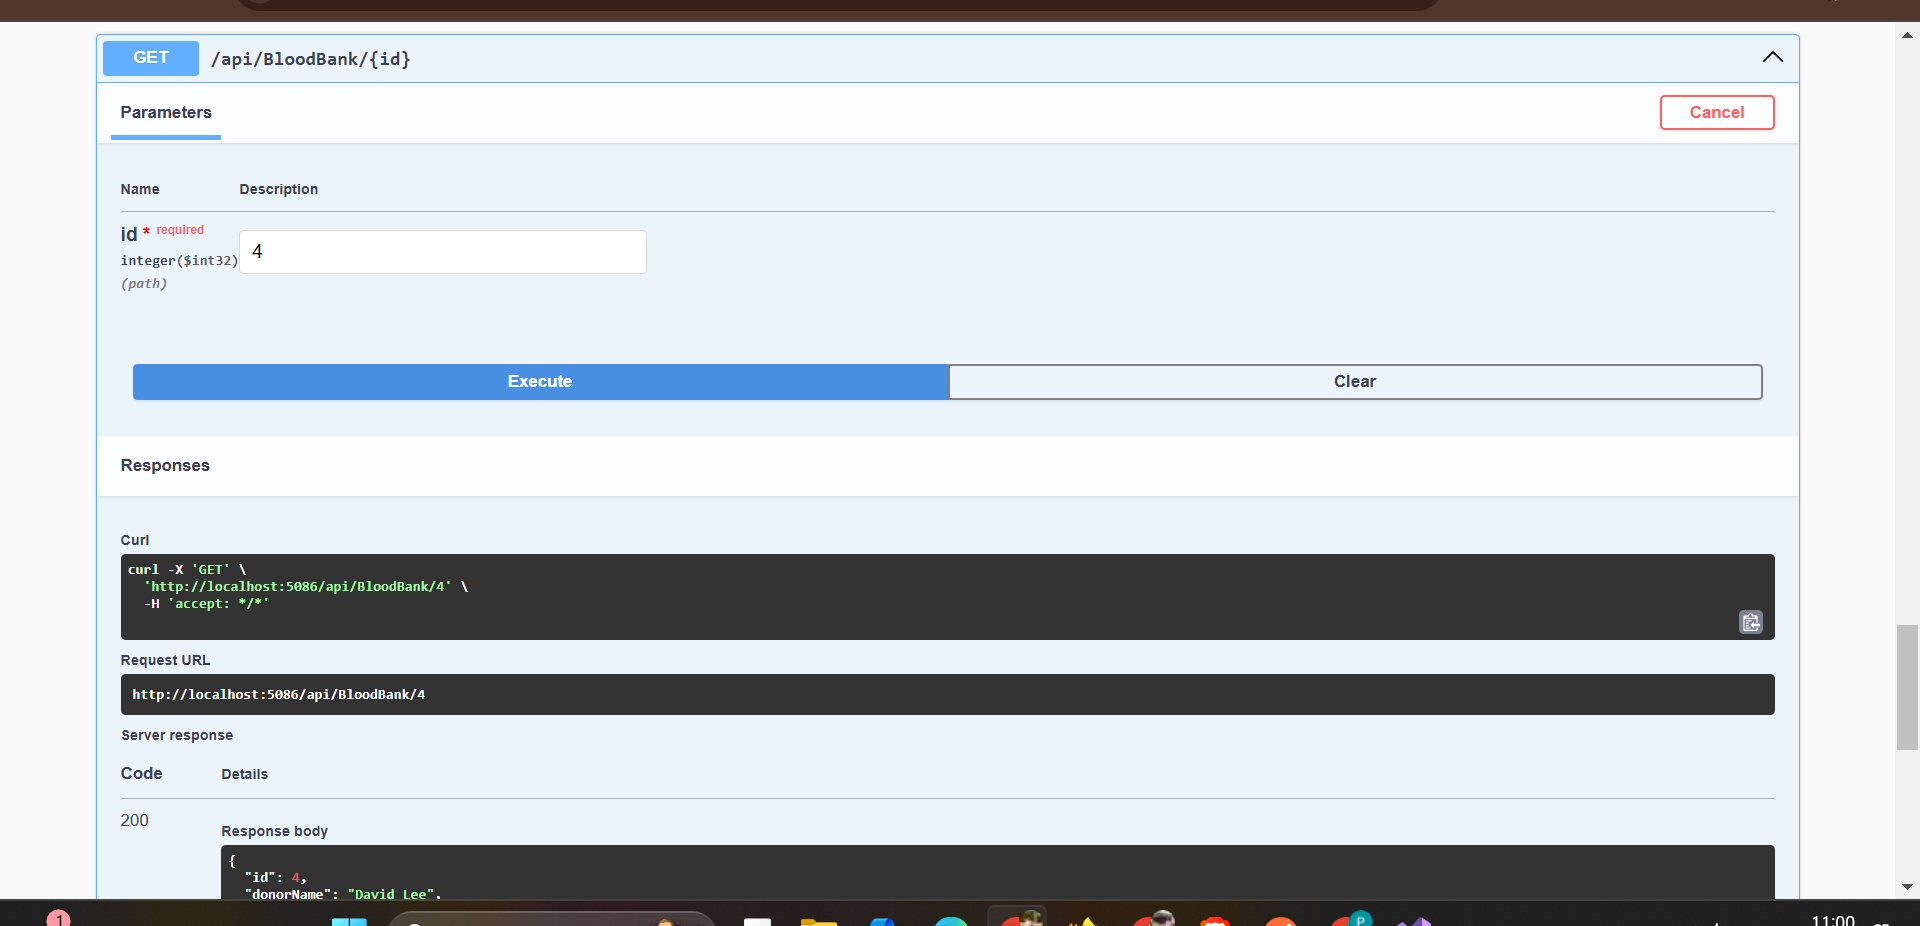 GET /api/BloodBank/{id}
Parameters
Cancel
Name Description
id * required
integer($int32)
(path)
4
Execute
Clear
Responses
Curl
curl -X 'GET' \
  'http://localhost:5086/api/BloodBank/4' \
  -H 'accept: */*'
Request URL
http://localhost:5086/api/BloodBank/4
Server response
Code Details
200
Response body
{
  "id": 4,
  "donorName": "David Lee",
1
P
11:00